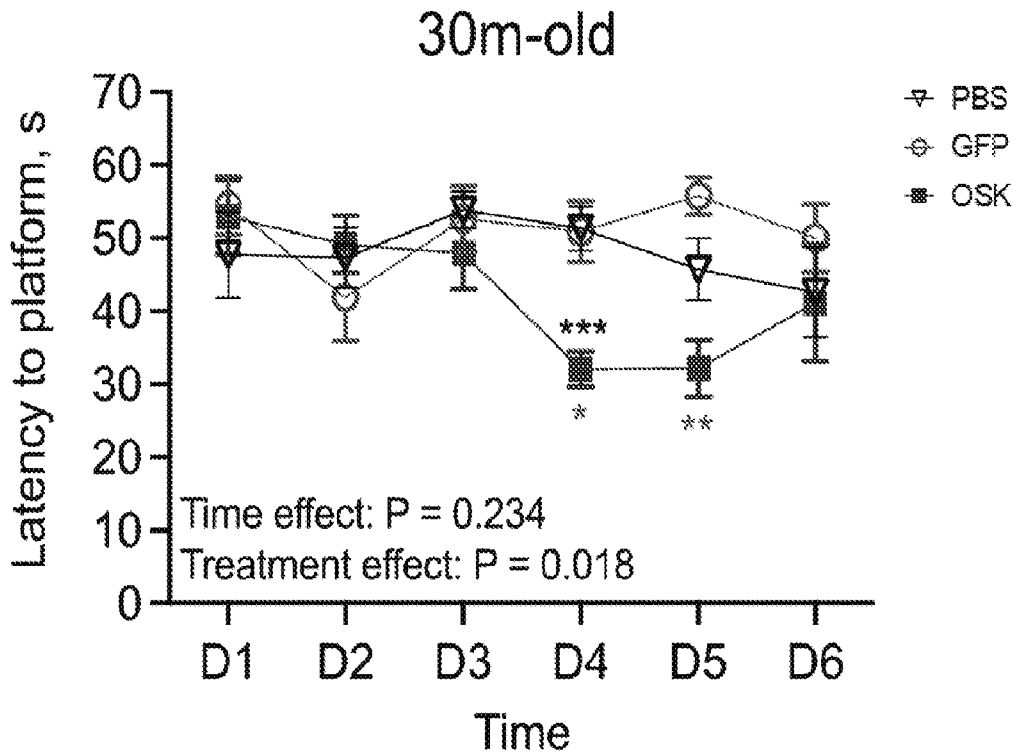 30m-old
Latency to platform, s
70
60
50
40
30
20
10
0
PBS
GFP
OSK
***
*
**
Time effect: P = 0.234
Treatment effect: P = 0.018
D1 D2 D3 D4 D5 D6
Time